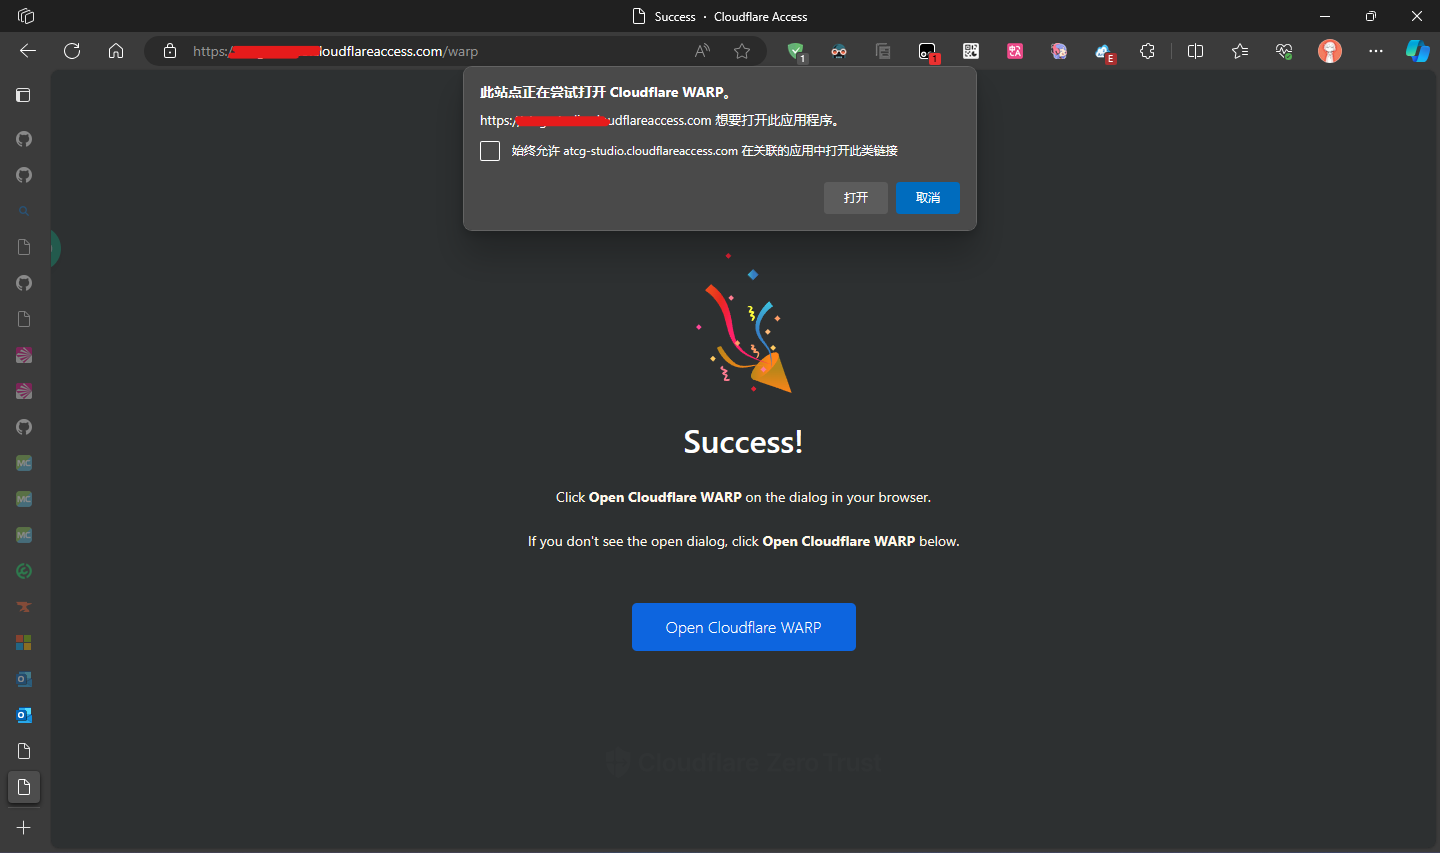 Success · Cloudflare Access
https:/loudflareaccess.com/warp
1
1
E
此站点正在尝试打开 Cloudflare WARP。
https:/udflareaccess.com 想要打开此应用程序。
始终允许 atcg-studio.cloudflareaccess.com 在关联的应用中打开此类链接
打开
取消
Success!
Click Open Cloudflare WARP on the dialog in your browser.
If you don't see the open dialog, click Open Cloudflare WARP below.
Open Cloudflare WARP
Cloudflare Zero Trust